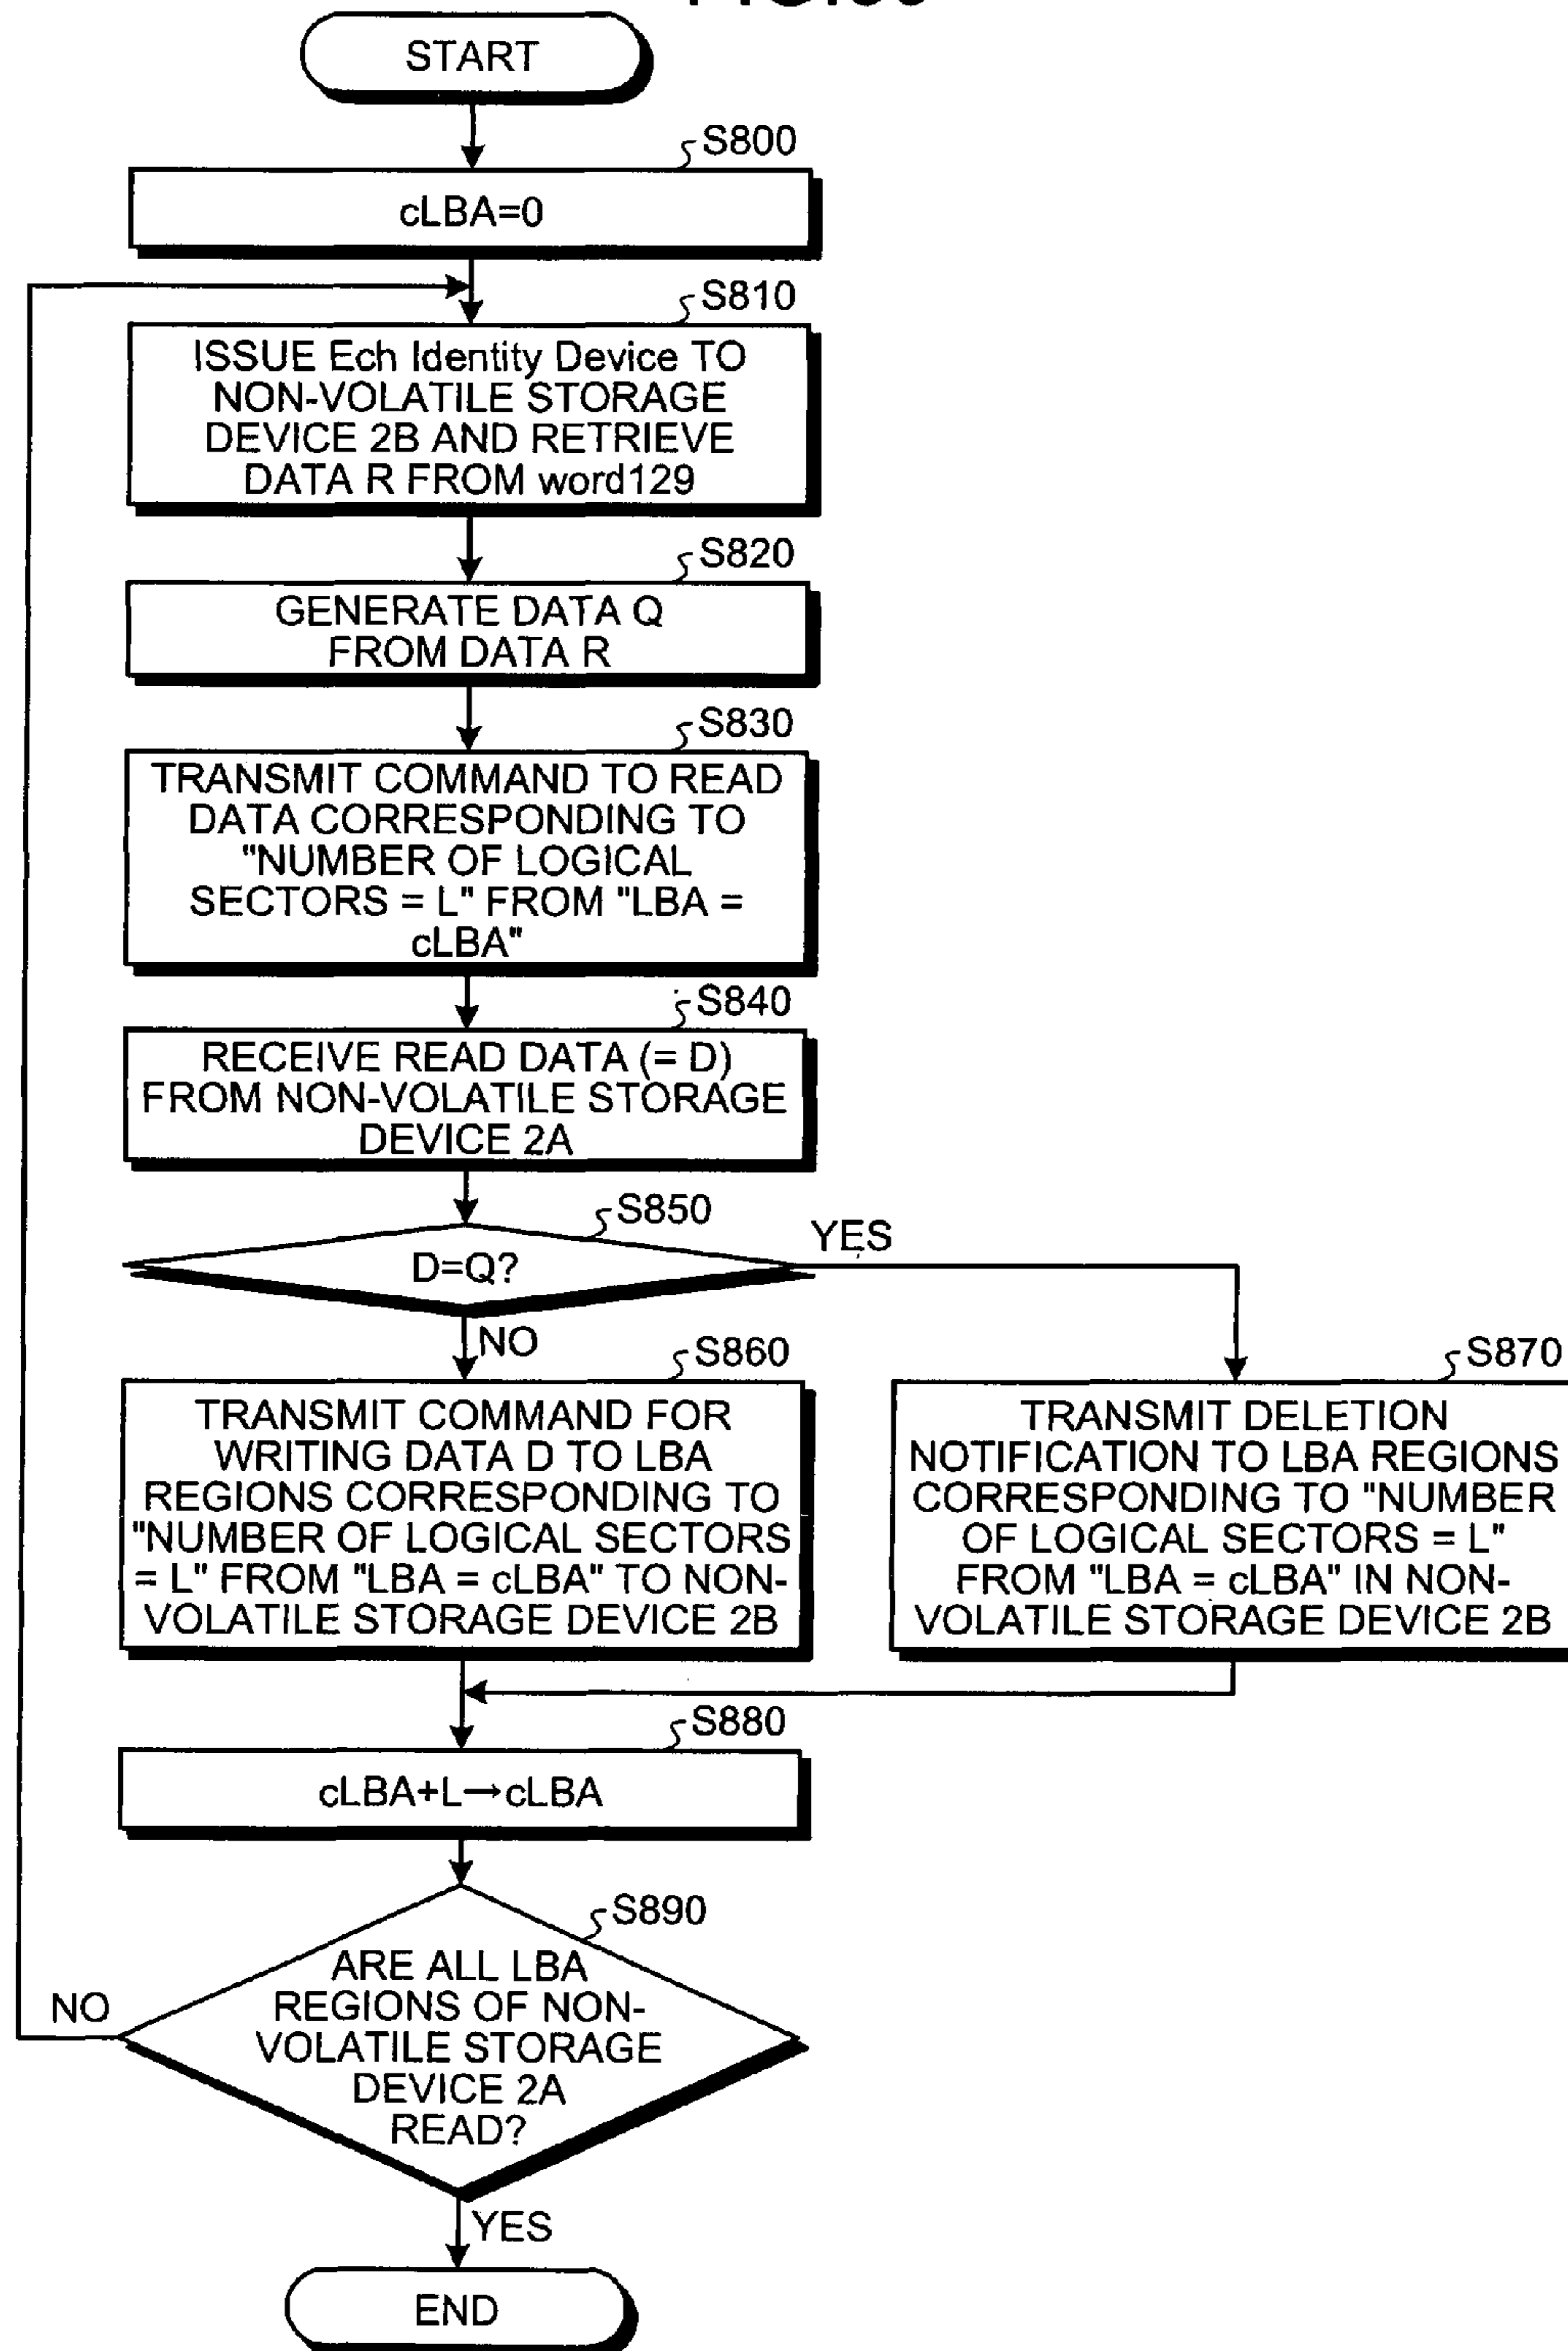 START
S800
cLBA=0
S810
ISSUE Ech Identity Device TO
NON-VOLATILE STORAGE
DEVICE 2B AND RETRIEVE
DATA R FROM word129
S820
GENERATE DATA Q
FROM DATA R
S830
TRANSMIT COMMAND TO READ
DATA CORRESPONDING TO
"NUMBER OF LOGICAL
SECTORS = L" FROM "LBA =
cLBA"
S840
RECEIVE READ DATA (= D)
FROM NON-VOLATILE STORAGE
DEVICE 2A
S850
D=Q?
YES
NO
S860
TRANSMIT COMMAND FOR
WRITING DATA D TO LBA
REGIONS CORRESPONDING TO
"NUMBER OF LOGICAL SECTORS
= L" FROM "LBA = cLBA" TO NON-
VOLATILE STORAGE DEVICE 2B
S870
TRANSMIT DELETION
NOTIFICATION TO LBA REGIONS
CORRESPONDING TO "NUMBER
OF LOGICAL SECTORS = L"
FROM "LBA = cLBA" IN NON-
VOLATILE STORAGE DEVICE 2B
S880
cLBA+L→cLBA
S890
ARE ALL LBA
REGIONS OF NON-
VOLATILE STORAGE
DEVICE 2A
READ?
NO
YES
END